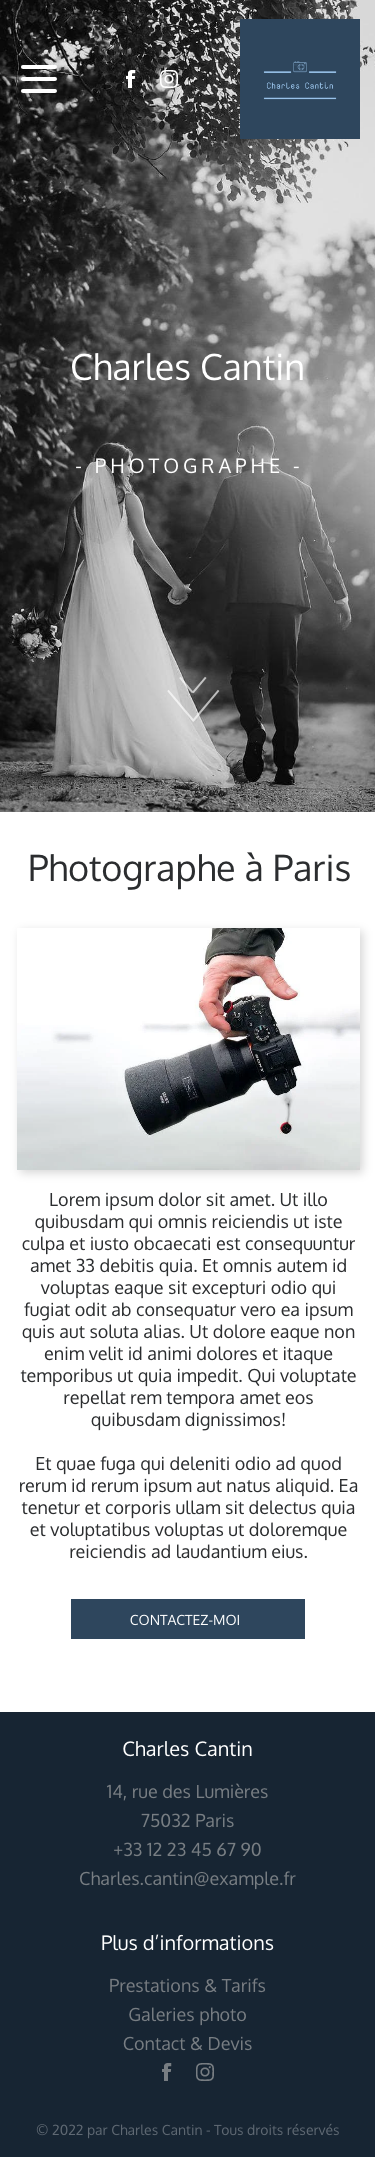 Charles Cantin
Charles Cantin
- PHOTOGRAPHE -
Photographe à Paris
Lorem ipsum dolor sit amet. Ut illo
quibusdam qui omnis reiciendis ut iste
culpa et iusto obcaecati est consequuntur
amet 33 debitis quia. Et omnis autem id
voluptas eaque sit excepturi odio qui
fugiat odit ab consequatur vero ea ipsum
quis aut soluta alias. Ut dolore eaque non
enim velit id animi dolores et itaque
temporibus ut quia impedit. Qui voluptate
repellat rem tempora amet eos
quibusdam dignissimos!
Et quae fuga qui deleniti odio ad quod
rerum id rerum ipsum aut natus aliquid. Ea
tenetur et corporis ullam sit delectus quia
et voluptatibus voluptas ut doloremque
reiciendis ad laudantium eius.
CONTACTEZ-MOI
Charles Cantin
14, rue des Lumières
75032 Paris
+33 12 23 45 67 90
Charles.cantin@example.fr
Plus d’informations
Prestations & Tarifs
Galeries photo
Contact & Devis
© 2022 par Charles Cantin - Tous droits réservés